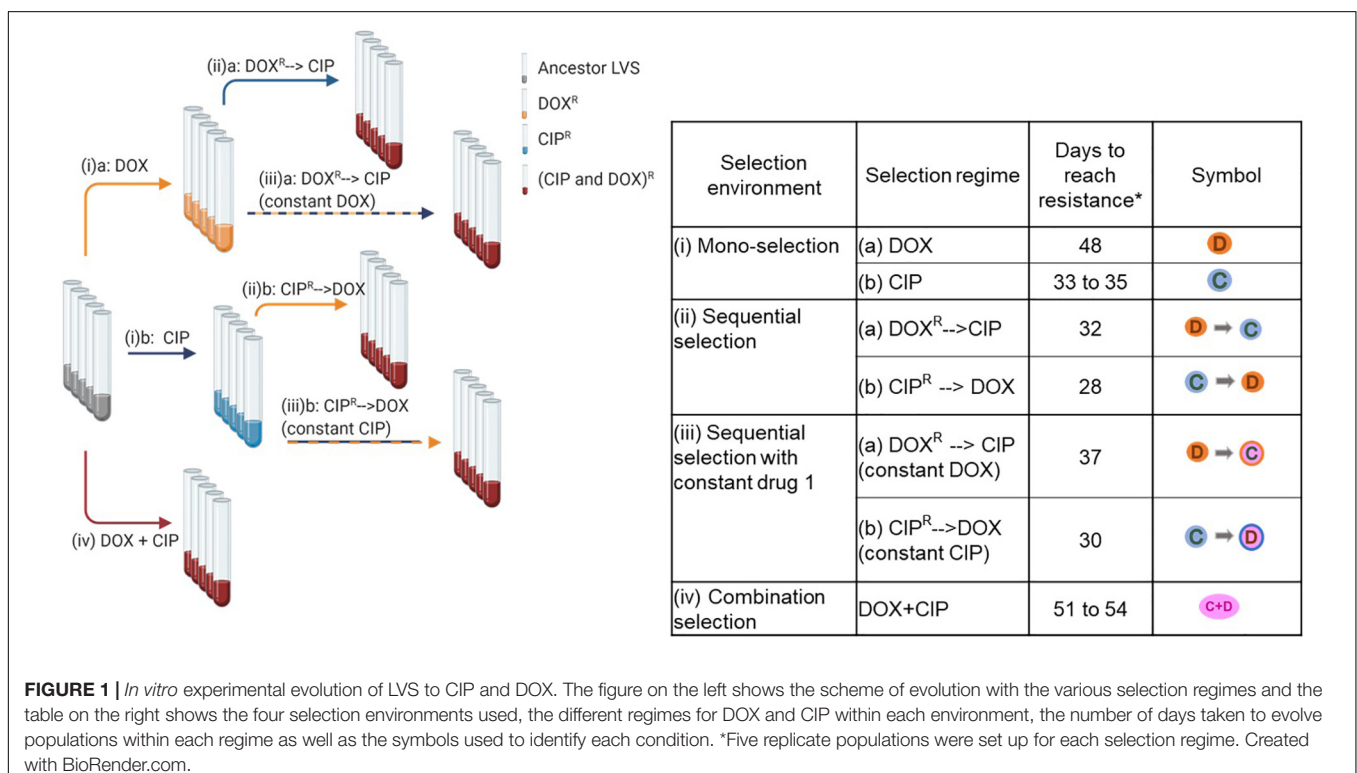 (ii)a: DOXᴿ--> CIP
(i)a: DOX
(iii)a: DOXᴿ--> CIP
(constant DOX)
(ii)b: CIPᴿ-->DOX
(i)b: CIP
(iii)b: CIPᴿ->DOX
(constant CIP)
(iv) DOX + CIP
Ancestor LVS
DOXᴿ
CIPᴿ
(CIP and DOX)ᴿ
Selection
environment
Selection regime
Days to
reach
resistance*
Symbol
(i) Mono-selection
(a) DOX
48
D
(b) CIP
33 to 35
C
(ii) Sequential
selection
(a) DOXᴿ-->CIP
32
D C
(b) CIPᴿ --> DOX
28
C D
(iii) Sequential
selection with
constant drug 1
(a) DOXᴿ --> CIP
(constant DOX)
37
D C
(b) CIPᴿ-->DOX
(constant CIP)
30
C D
(iv) Combination
selection
DOX+CIP
51 to 54
C+D
FIGURE 1 | In vitro experimental evolution of LVS to CIP and DOX. The figure on the left shows the scheme of evolution with the various selection regimes and the
table on the right shows the four selection environments used, the different regimes for DOX and CIP within each environment, the number of days taken to evolve
populations within each regime as well as the symbols used to identify each condition. *Five replicate populations were set up for each selection regime. Created
with BioRender.com.